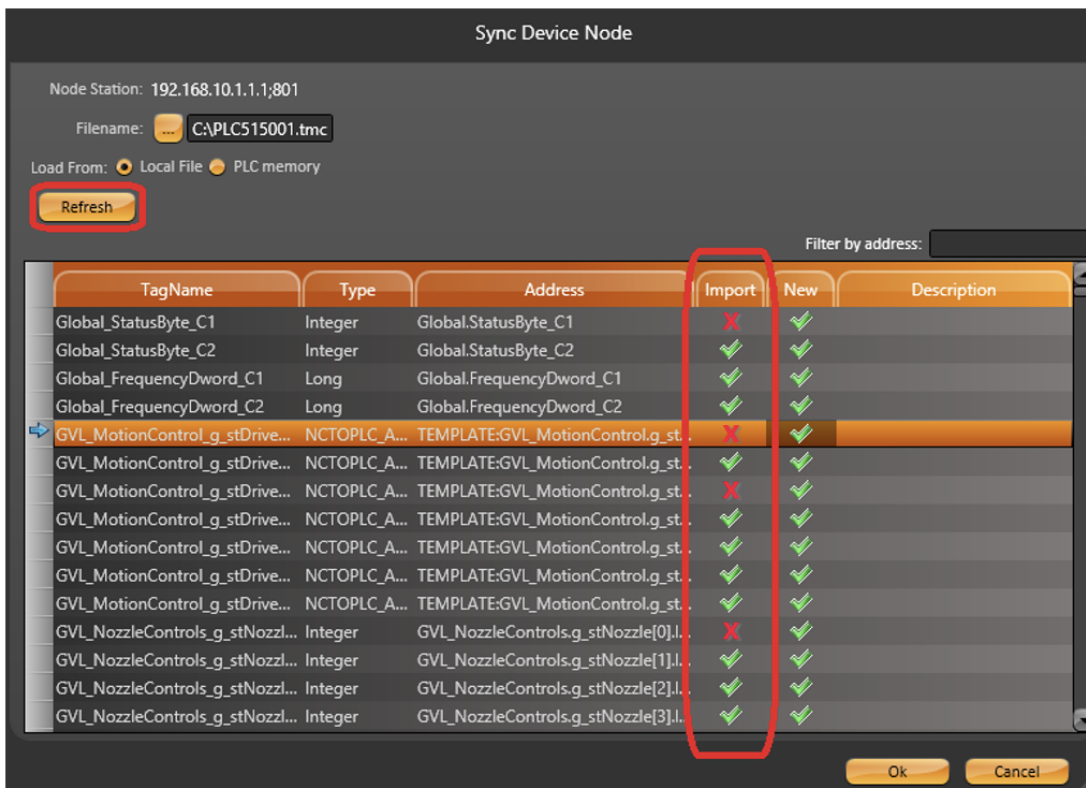 Sync Device Node
Node Station: 192.168.10.1.1.1;801
Filename: ... C:\PLC515001.tmc
Load From: Local File PLC memory
Refresh
Filter by address:
TagName Type Address Import New Description
Global_StatusByte_C1 Integer Global.StatusByte_C1
Global_StatusByte_C2 Integer Global.StatusByte_C2
Global_FrequencyDword_C1 Long Global.FrequencyDword_C1
Global_FrequencyDword_C2 Long Global.FrequencyDword_C2
GVL_MotionControl_g_stDrive... NCTOPLC_A... TEMPLATE:GVL_MotionControl.g_st...
GVL_MotionControl_g_stDrive... NCTOPLC_A... TEMPLATE:GVL_MotionControl.g_st...
GVL_MotionControl_g_stDrive... NCTOPLC_A... TEMPLATE:GVL_MotionControl.g_st...
GVL_MotionControl_g_stDrive... NCTOPLC_A... TEMPLATE:GVL_MotionControl.g_st...
GVL_MotionControl_g_stDrive... NCTOPLC_A... TEMPLATE:GVL_MotionControl.g_st...
GVL_MotionControl_g_stDrive... NCTOPLC_A... TEMPLATE:GVL_MotionControl.g_st...
GVL_MotionControl_g_stDrive... NCTOPLC_A... TEMPLATE:GVL_MotionControl.g_st...
GVL_NozzleControls_g_stNozzl... Integer GVL_NozzleControls.g_stNozzle[0].I...
GVL_NozzleControls_g_stNozzl... Integer GVL_NozzleControls.g_stNozzle[1].I...
GVL_NozzleControls_g_stNozzl... Integer GVL_NozzleControls.g_stNozzle[2].I...
GVL_NozzleControls_g_stNozzl... Integer GVL_NozzleControls.g_stNozzle[3].I...
Ok Cancel